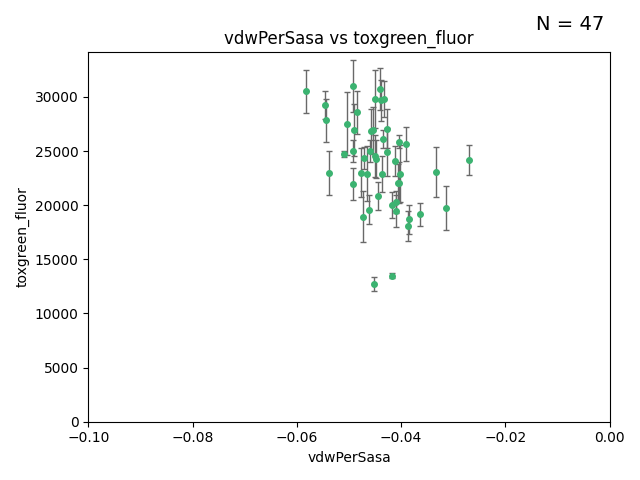 N = 47
vdwPerSasa vs toxgreen_fluor
30000
25000
20000
15000
10000
5000
0
toxgreen_fluor
−0.10 −0.08 −0.06 −0.04 −0.02 0.00
vdwPerSasa